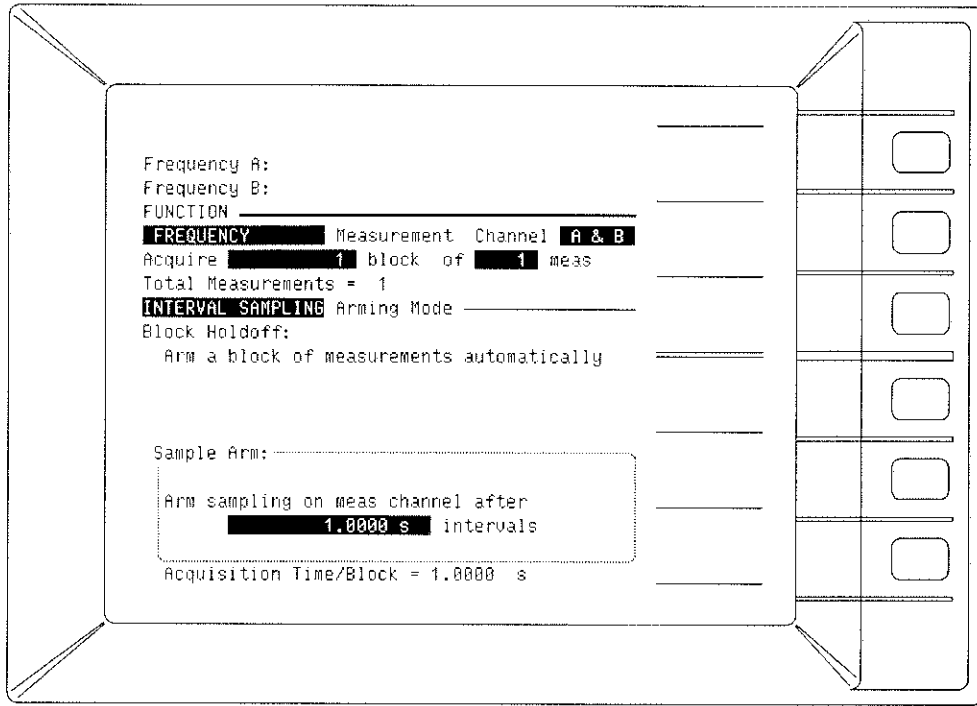 Frequency A:
Frequency B:
FUNCTION
FREQUENCY Measurement Channel A & B
Acquire 1 block of 1 meas
Total Measurements = 1
INTERVAL SAMPLING Arming Mode
Block Holdoff:
Arm a block of measurements automatically
Sample Arm:
Arm sampling on meas channel after
1.0000 s intervals
Acquisition Time/Block = 1.0000 s